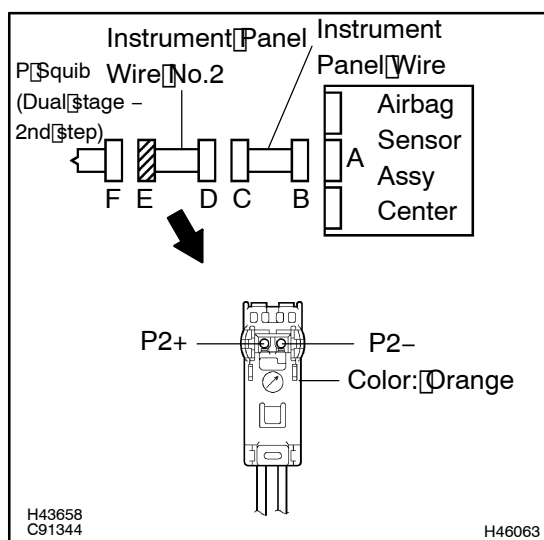 Instrument Panel
Wire No.2
Instrument
Panel Wire
P Squib
(Dual stage –
2nd step)
Airbag
Sensor
Assy
Center
F E D C B A
P2+
P2−
Color: Orange
H43658
C91344
H46063